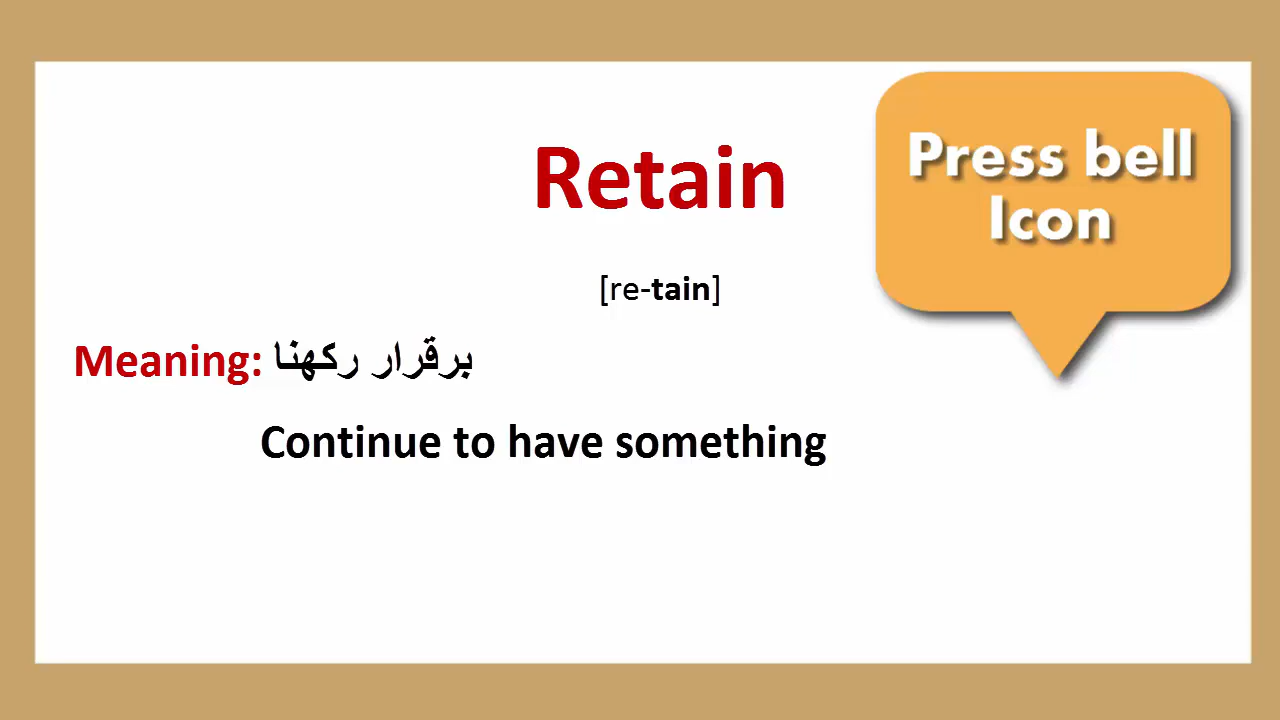 Retain
Press bell
Icon
[re-tain]
Meaning: برقرار رکھنا
Continue to have something